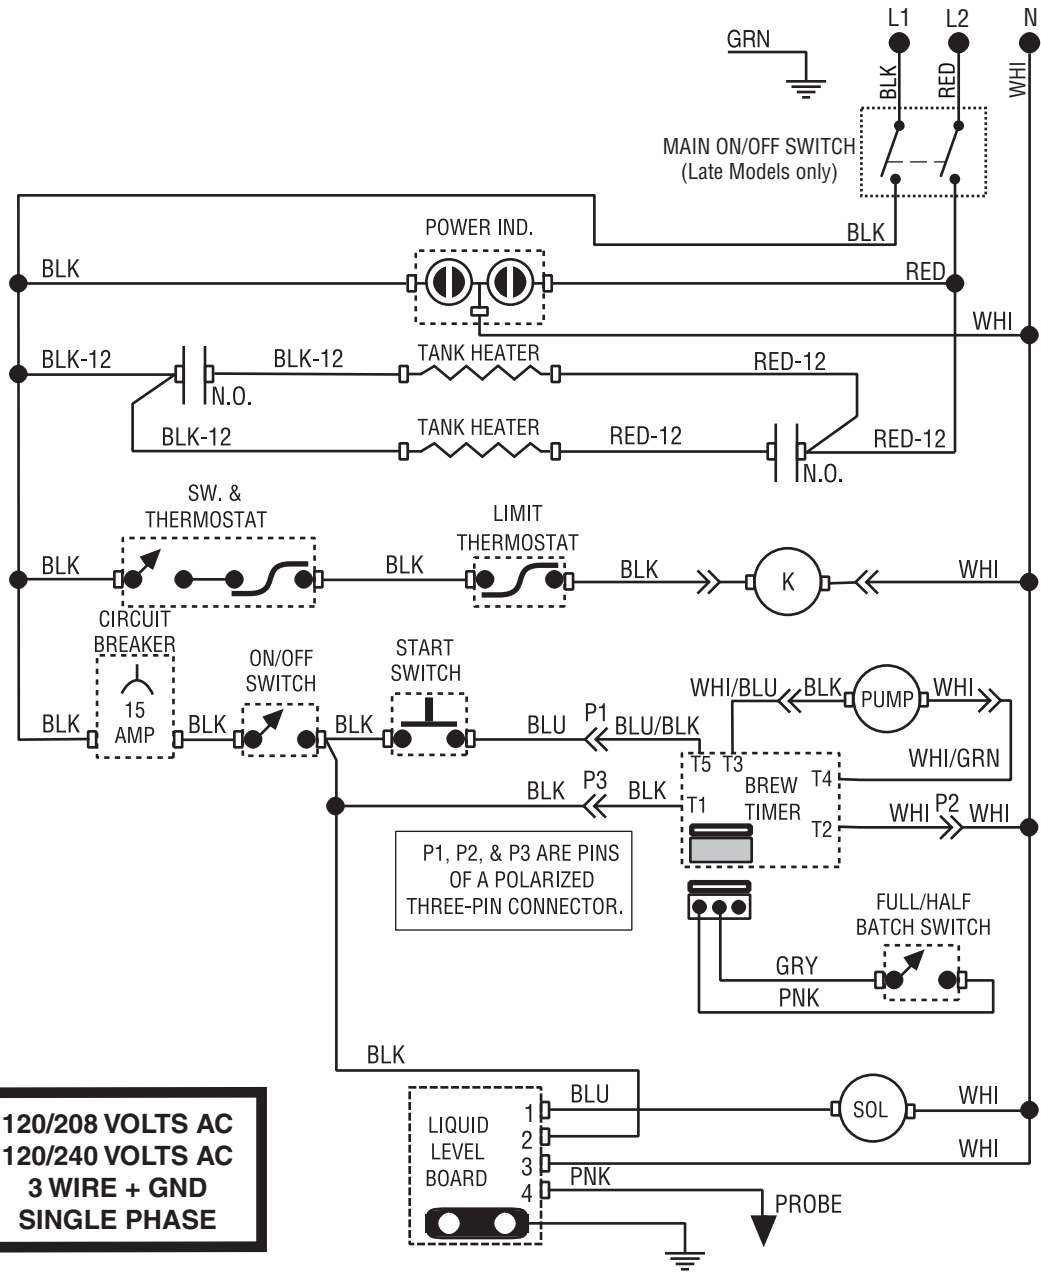 L1 L2 N
GRN
BLK RED WHI
MAIN ON/OFF SWITCH
(Late Models only)
BLK
POWER IND.
BLK RED
WHI
BLK-12 BLK-12 TANK HEATER RED-12
N.O.
BLK-12 TANK HEATER RED-12 RED-12
N.O.
SW. &
THERMOSTAT
LIMIT
THERMOSTAT
BLK BLK BLK K WHI
CIRCUIT
BREAKER
15
AMP
ON/OFF
SWITCH
START
SWITCH
BLK BLK BLK BLU P1 BLU/BLK
WHI/BLU BLK PUMP WHI
WHI/GRN
T5 T3 T4
BREW
TIMER
T1 T2
BLK P3 BLK
WHI P2 WHI
P1, P2, & P3 ARE PINS
OF A POLARIZED
THREE-PIN CONNECTOR.
FULL/HALF
BATCH SWITCH
GRY
PNK
BLK
LIQUID
LEVEL
BOARD
1 BLU SOL WHI
2
3 WHI
4 PNK
PROBE
120/208 VOLTS AC
120/240 VOLTS AC
3 WIRE + GND
SINGLE PHASE